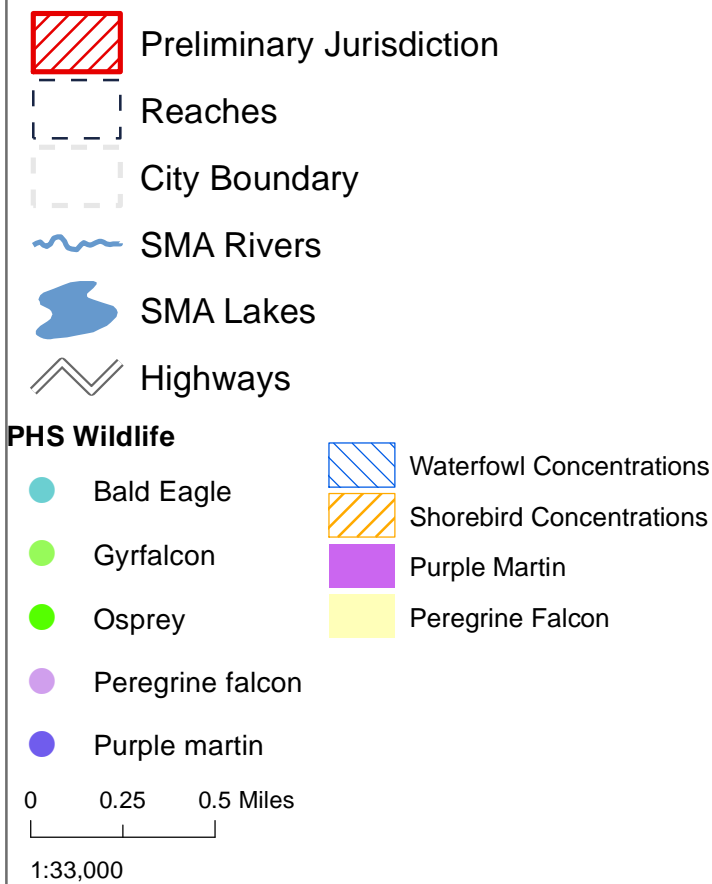 Preliminary Jurisdiction
Reaches
City Boundary
SMA Rivers
SMA Lakes
Highways
PHS Wildlife
Bald Eagle
Gyrfalcon
Osprey
Peregrine falcon
Purple martin
Waterfowl Concentrations
Shorebird Concentrations
Purple Martin
Peregrine Falcon
0 0.25 0.5 Miles
1:33,000